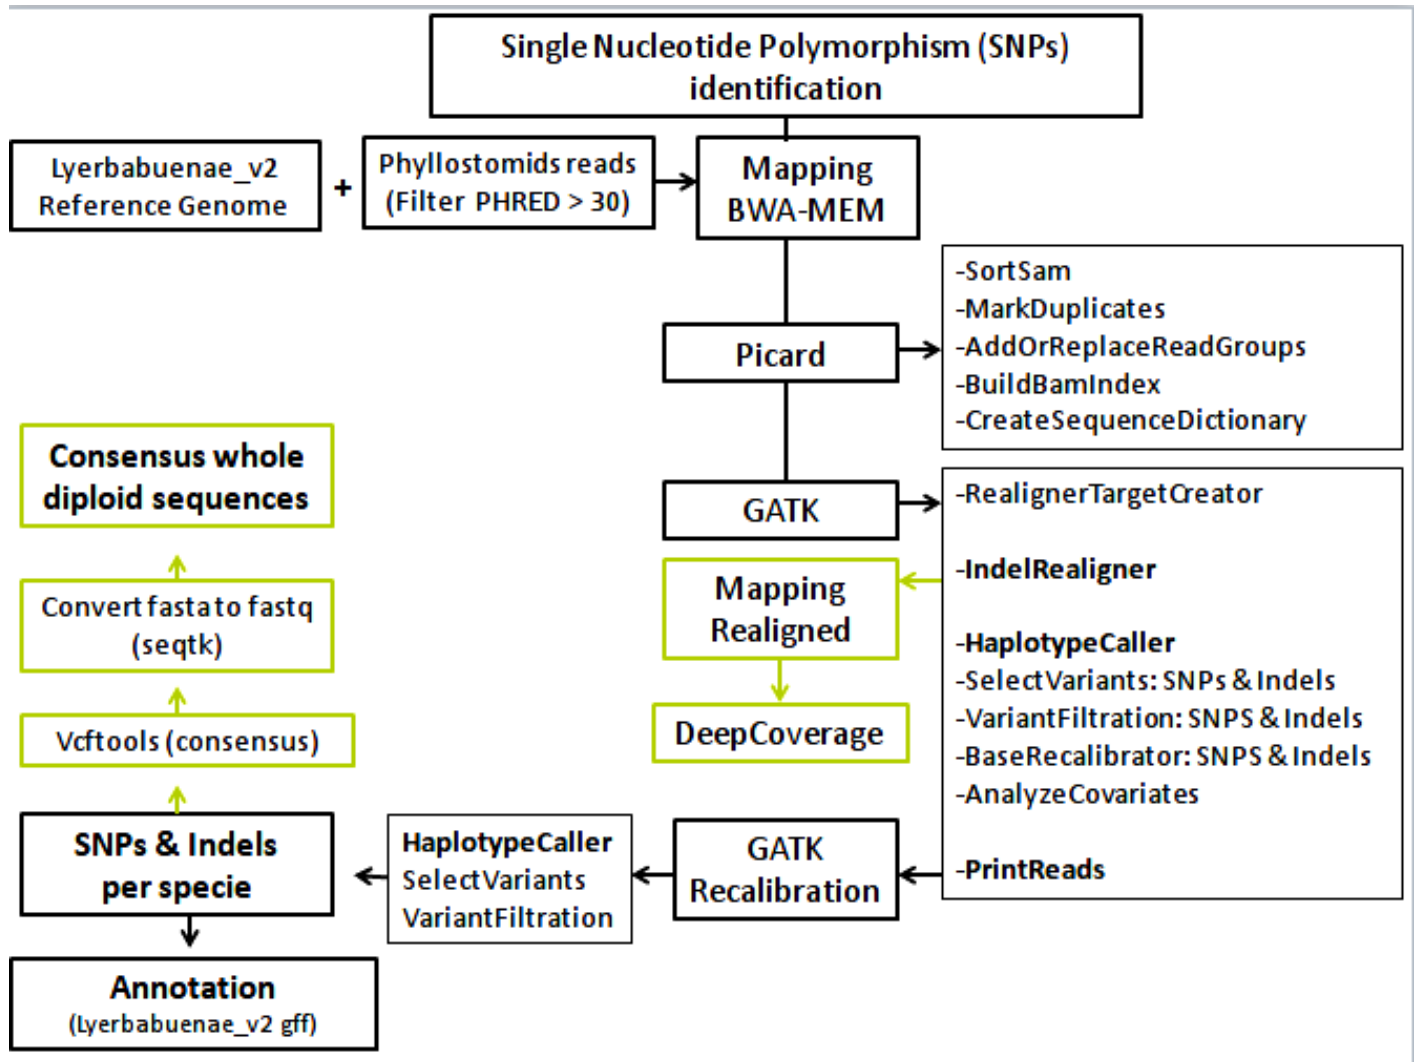 Single Nucleotide Polymorphism (SNPs)
identification
Lyerbabuenae_v2
Reference Genome
+
Phyllostomids reads
(Filter PHRED > 30)
Mapping
BWA-MEM
-SortSam
-MarkDuplicates
-AddOrReplaceReadGroups
-BuildBamIndex
-CreateSequenceDictionary
Picard
GATK
-RealignerTargetCreator
-IndelRealigner
-HaplotypeCaller
-SelectVariants: SNPs & Indels
-VariantFiltration: SNPS & Indels
-BaseRecalibrator: SNPS & Indels
-AnalyzeCovariates
-PrintReads
Mapping
Realigned
DeepCoverage
GATK
Recalibration
HaplotypeCaller
SelectVariants
VariantFiltration
Consensus whole
diploid sequences
Convert fasta to fastq
(seqtk)
Vcftools (consensus)
SNPs & Indels
per specie
Annotation
(Lyerbabuenae_v2 gff)